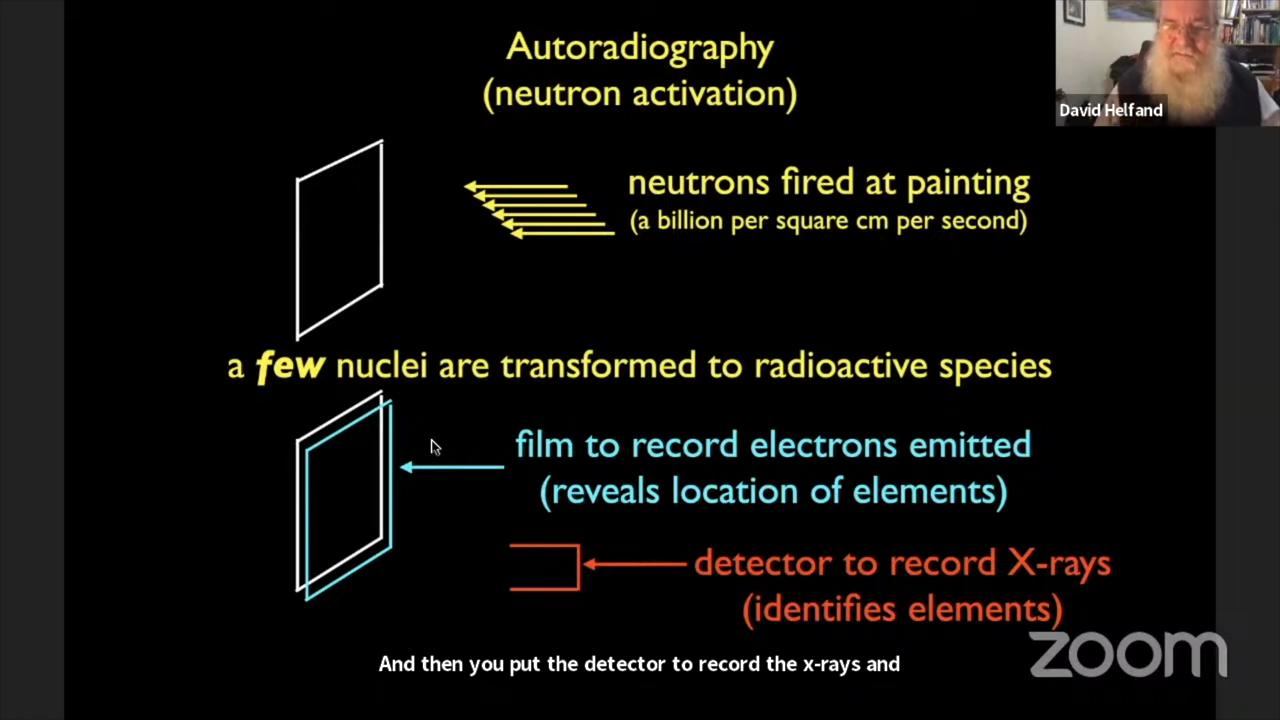 Autoradiography
(neutron activation)
David Helfand
neutrons fired at painting
(a billion per square cm per second)
a few nuclei are transformed to radioactive species
film to record electrons emitted
(reveals location of elements)
detector to record X-rays
(identifies elements)
And then you put the detector to record the x-rays and
zoom